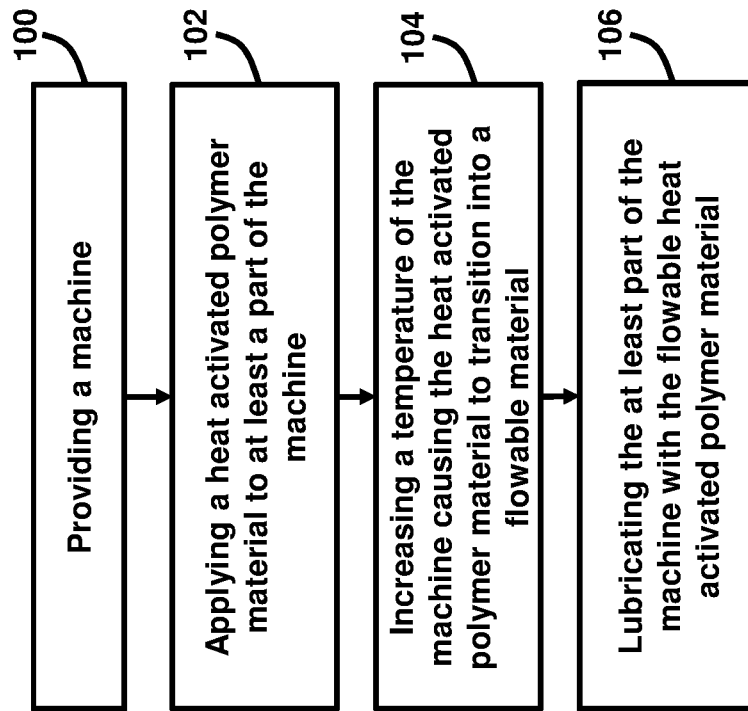 100
Providing a machine
102
Applying a heat activated polymer
material to at least a part of the
machine
104
Increasing a temperature of the
machine causing the heat activated
polymer material to transition into a
flowable material
106
Lubricating the at least part of the
machine with the flowable heat
activated polymer material